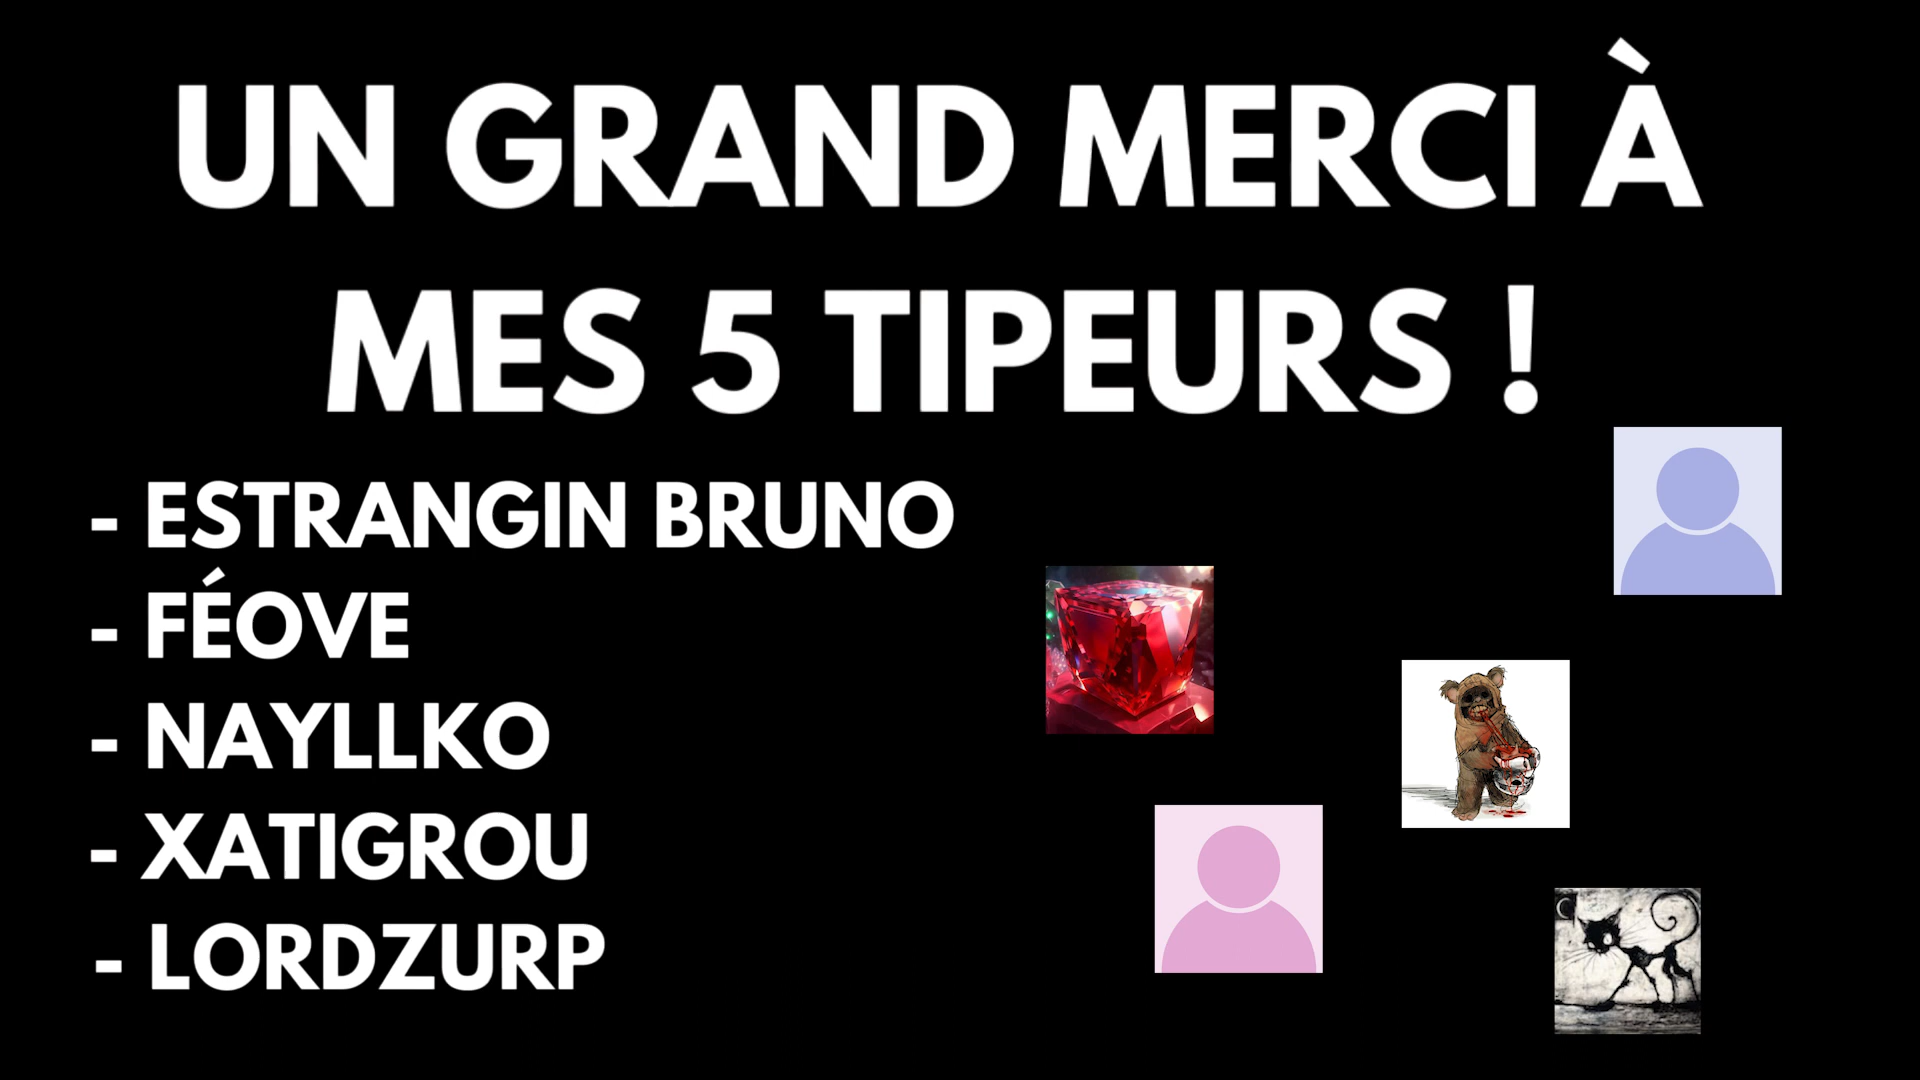 UN GRAND MERCI À
MES 5 TIPEURS !
- ESTRANGIN BRUNO
- FÉOVE
- NAYLLKO
- XATIGROU
- LORDZURP